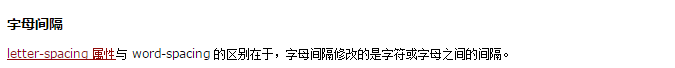 字母间隔
letter-spacing 属性与 word-spacing 的区别在于，字母间隔修改的是字符或字母之间的间隔。